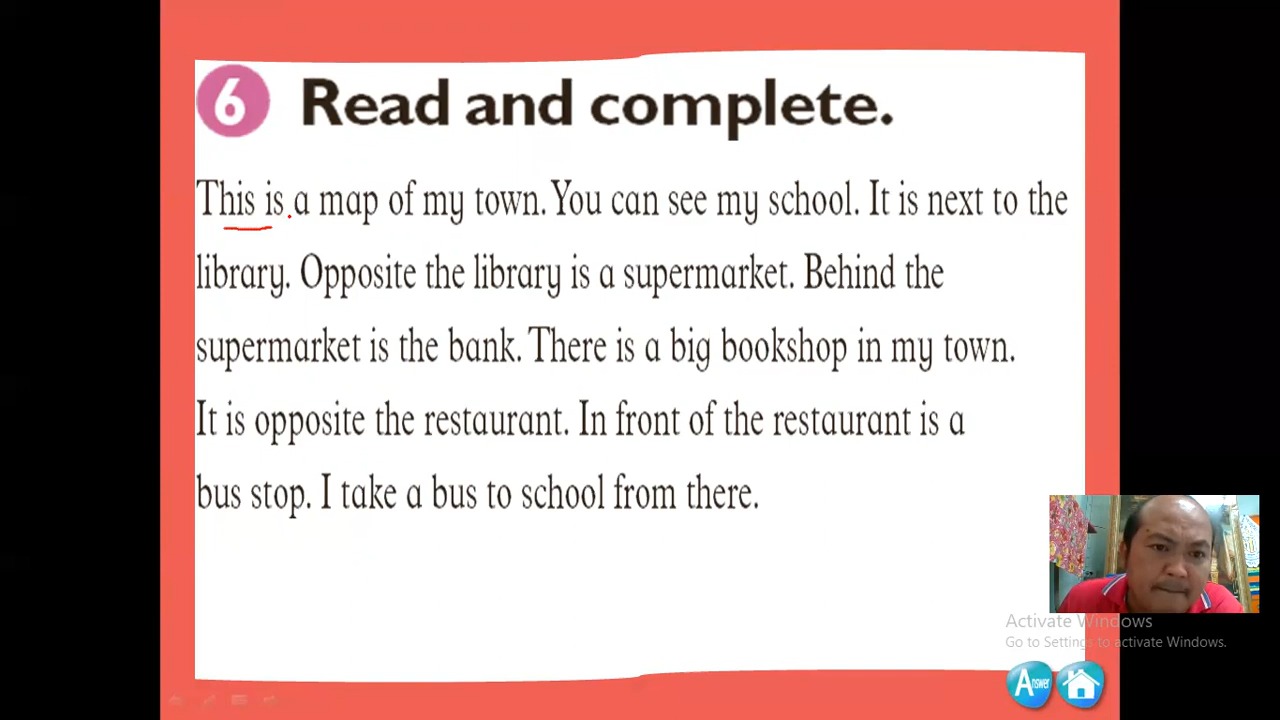 6 Read and complete.
This is a map of my town. You can see my school. It is next to the
library. Opposite the library is a supermarket. Behind the
supermarket is the bank. There is a big bookshop in my town.
It is opposite the restaurant. In front of the restaurant is a
bus stop. I take a bus to school from there.
Activate Windows
Go to Settings to activate Windows.
Answer